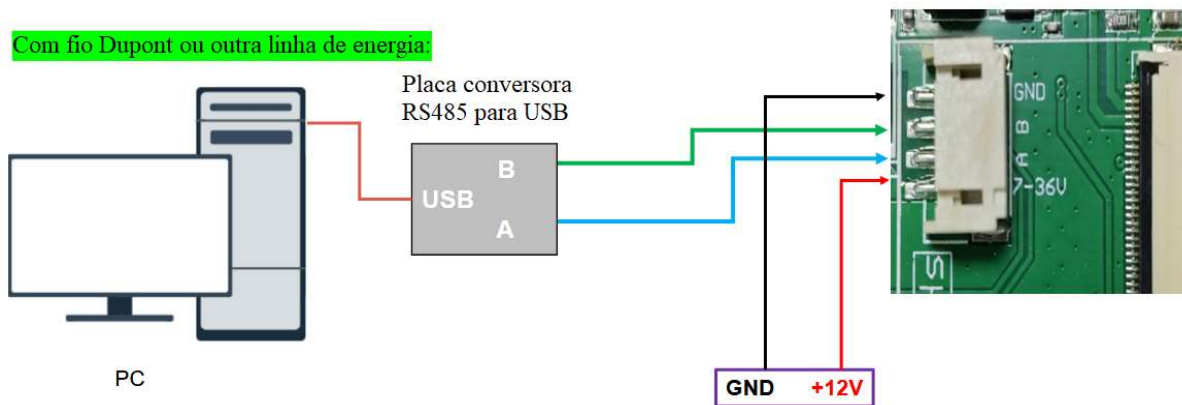 Com fio Dupont ou outra linha de energia:
Placa conversora
RS485 para USB
B
USB
A
PC
GND
B
A
7-36V
GND +12V